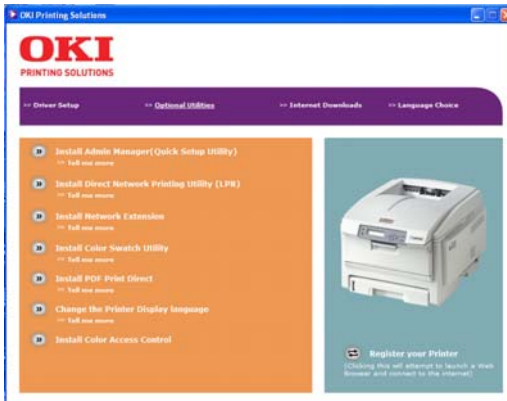 OKI Printing Solutions
OKI
PRINTING SOLUTIONS
>> Driver Setup >> Optional Utilities >> Internet Downloads >> Language Choice
Install Admin Manager(Quick Setup Utility)
>> Tell me more
Install Direct Network Printing Utility (LPR)
>> Tell me more
Install Network Extension
>> Tell me more
Install Color Swatch Utility
>> Tell me more
Install PDF Print Direct
>> Tell me more
Change the Printer Display language
>> Tell me more
Install Color Access Control
Register your Printer
(Clicking this will attempt to launch a Web
Browser and connect to the internet)